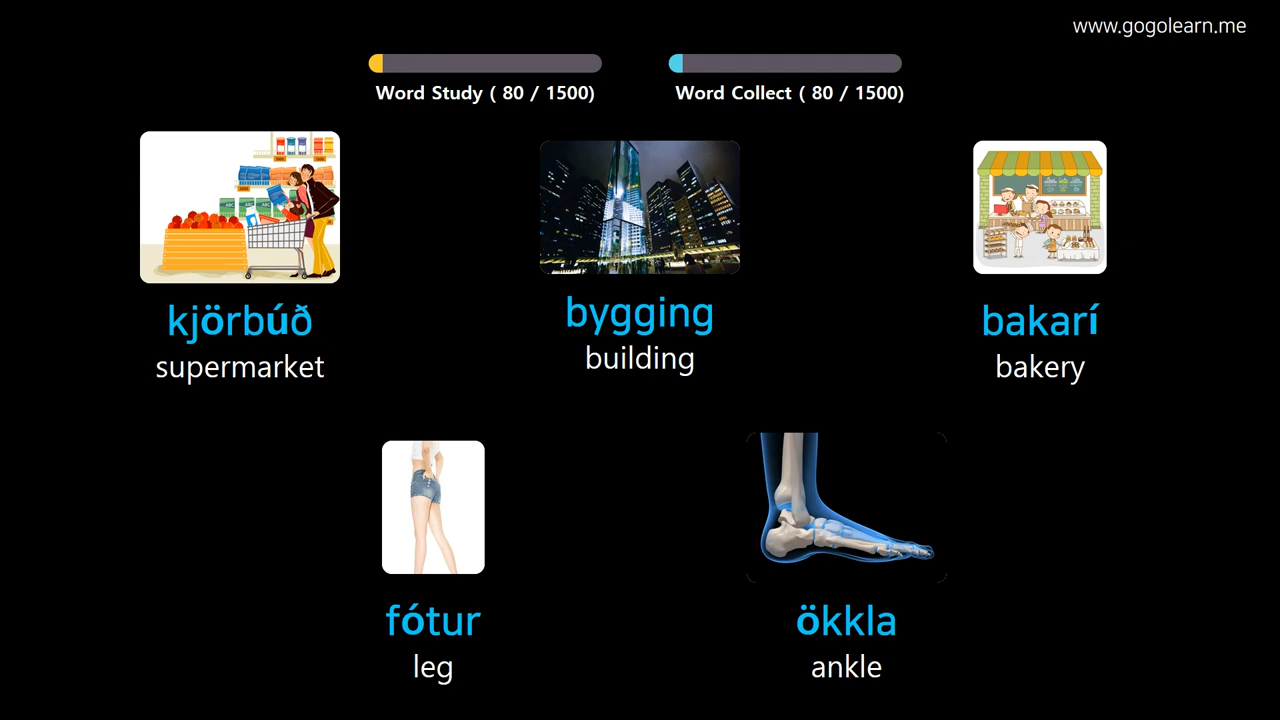 www.gogolearn.me
Word Study ( 80 / 1500)
Word Collect ( 80 / 1500)
kjörbúð
supermarket
bygging
building
bakarí
bakery
fótur
leg
ökkla
ankle